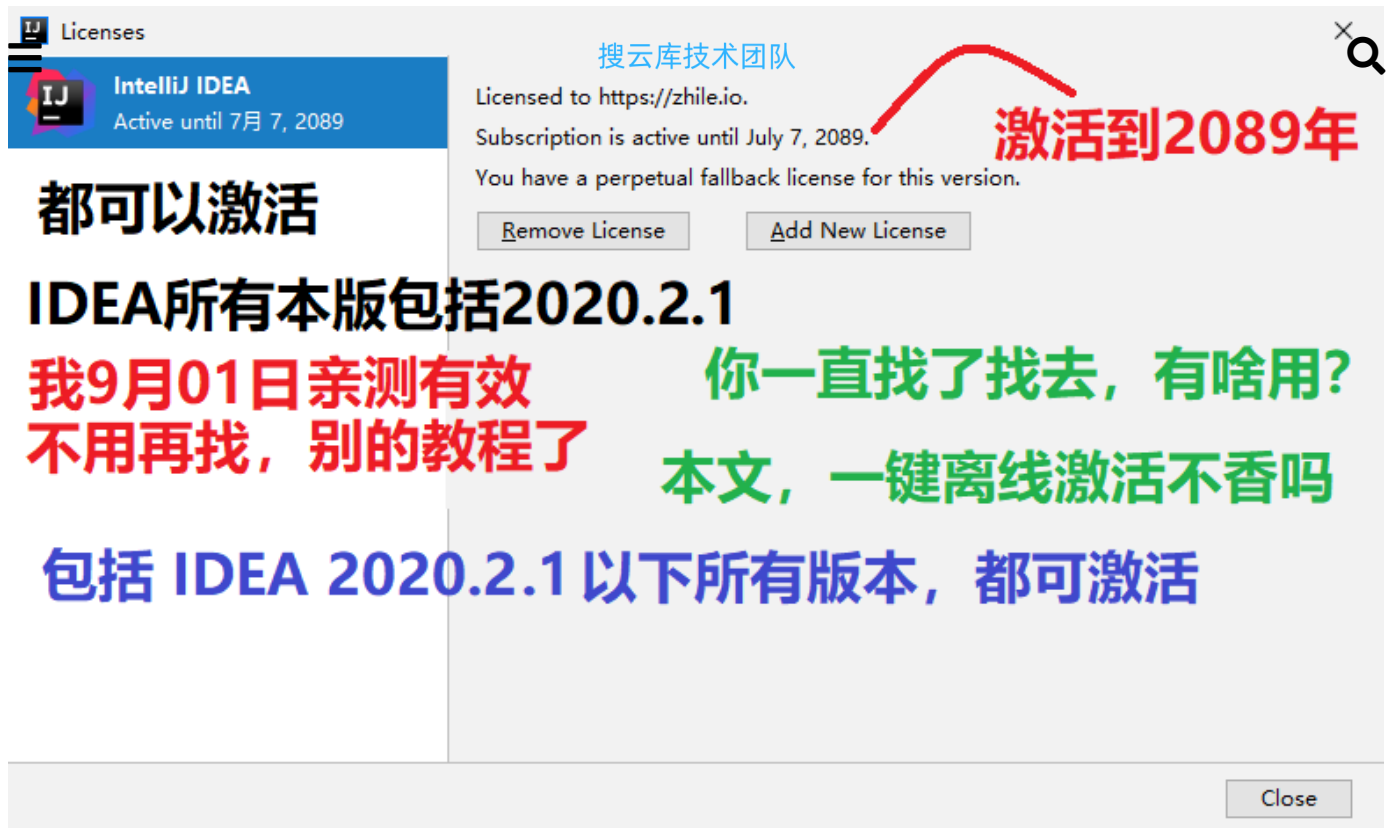 Licenses
搜云库技术团队
IntelliJ IDEA
Active until 7月 7, 2089
Licensed to https://zhile.io.
Subscription is active until July 7, 2089.
激活到2089年
You have a perpetual fallback license for this version.
Remove License
Add New License
都可以激活
IDEA所有本版包括2020.2.1
我9月01日亲测有效
不用再找，别的教程了
你一直找了找去，有啥用？
本文，一键离线激活不香吗
包括 IDEA 2020.2.1 以下所有版本，都可激活
Close